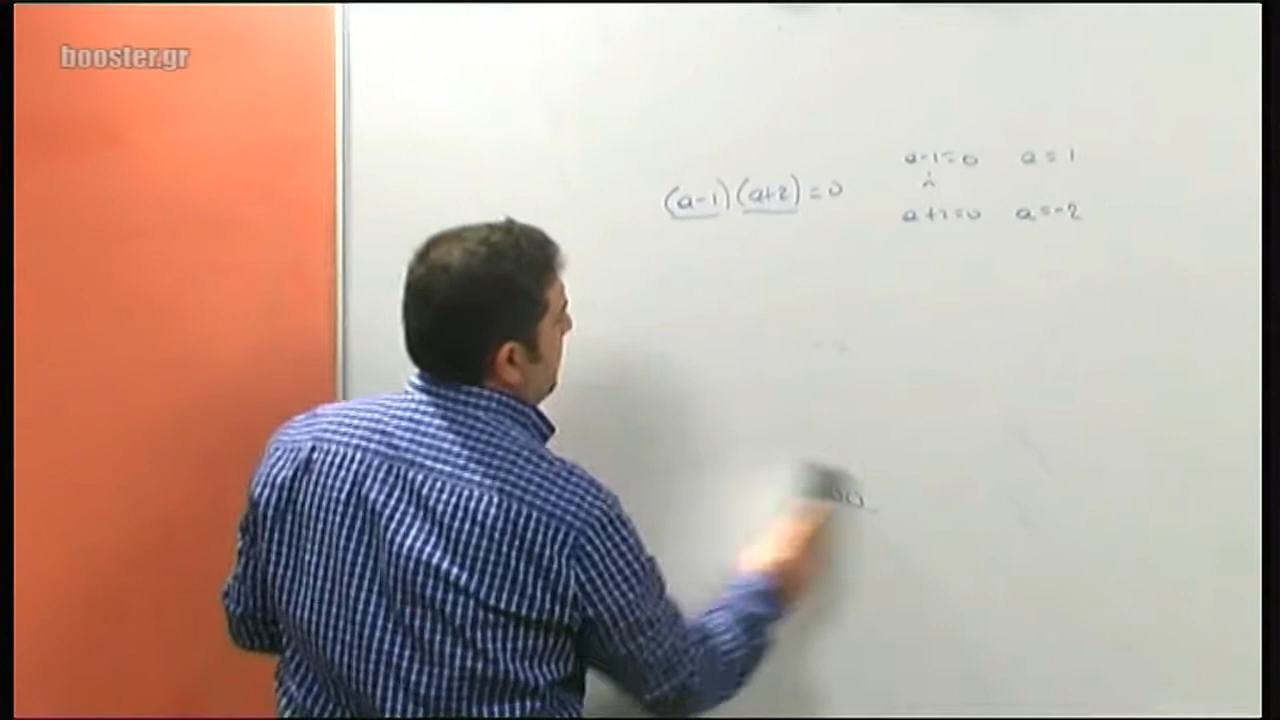 booster.gr
a-1=0 a=1
(a-1)(a+2)=0
ή
a+2=0 a=-2